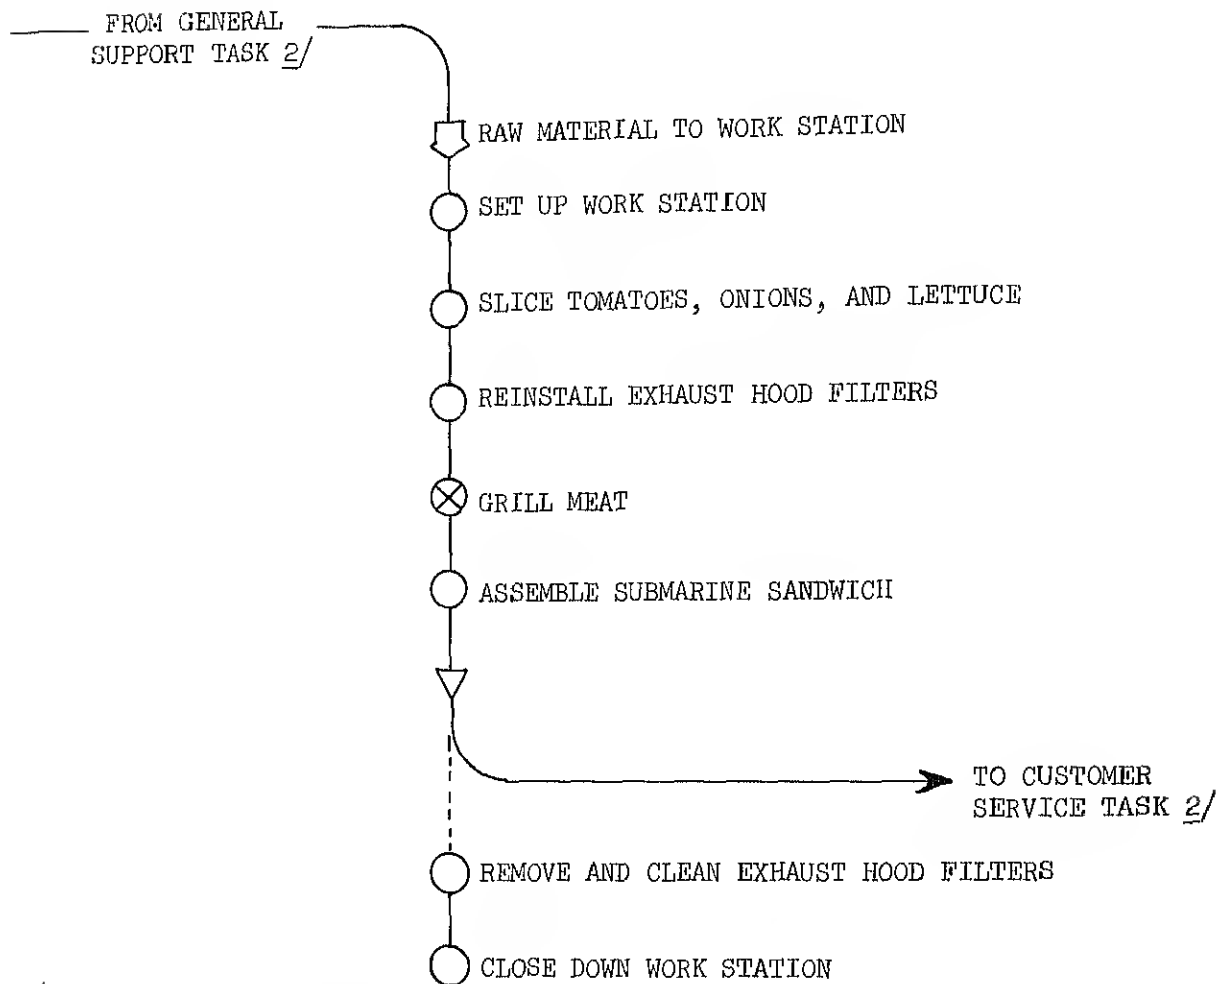 FROM GENERAL
SUPPORT TASK 2/
RAW MATERIAL TO WORK STATION
SET UP WORK STATION
SLICE TOMATOES, ONIONS, AND LETTUCE
REINSTALL EXHAUST HOOD FILTERS
GRILL MEAT
ASSEMBLE SUBMARINE SANDWICH
TO CUSTOMER
SERVICE TASK 2/
REMOVE AND CLEAN EXHAUST HOOD FILTERS
CLOSE DOWN WORK STATION